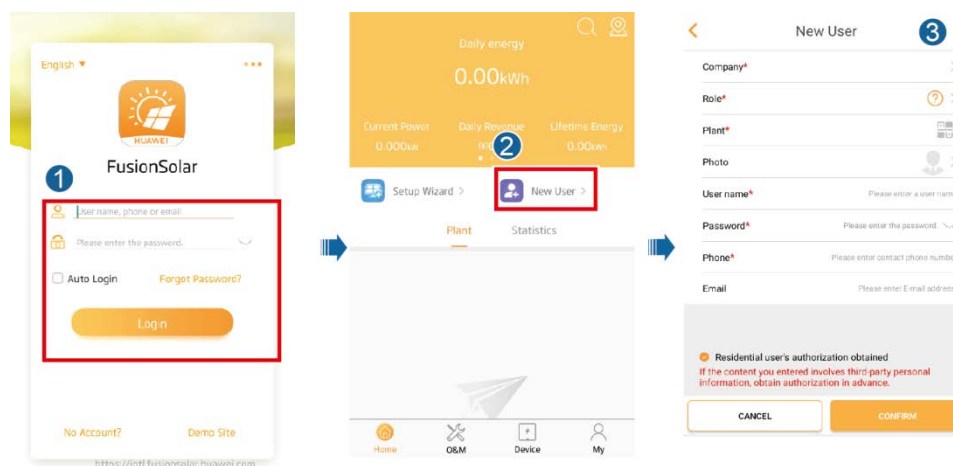 English
HUAWEI
FusionSolar
1
User name, phone or email
Please enter the password.
Auto Login
Forgot Password?
Login
No Account?
Demo Site
https://intl.fusionsolar.huawei.com
Daily energy
0.00kWh
Current Power
Daily Revenue
Lifetime Energy
0.000kW
0.00kWh
2
Setup Wizard >
New User >
Plant
Statistics
Home
O&M
Device
My
New User
3
Company*
Role*
?
Plant*
Photo
User name*
Please enter a user name
Password*
Please enter the password.
Phone*
Please enter contact phone number
Email
Please enter E-mail address
Residential user's authorization obtained
If the content you entered involves third-party personal
information, obtain authorization in advance.
CANCEL
CONFIRM